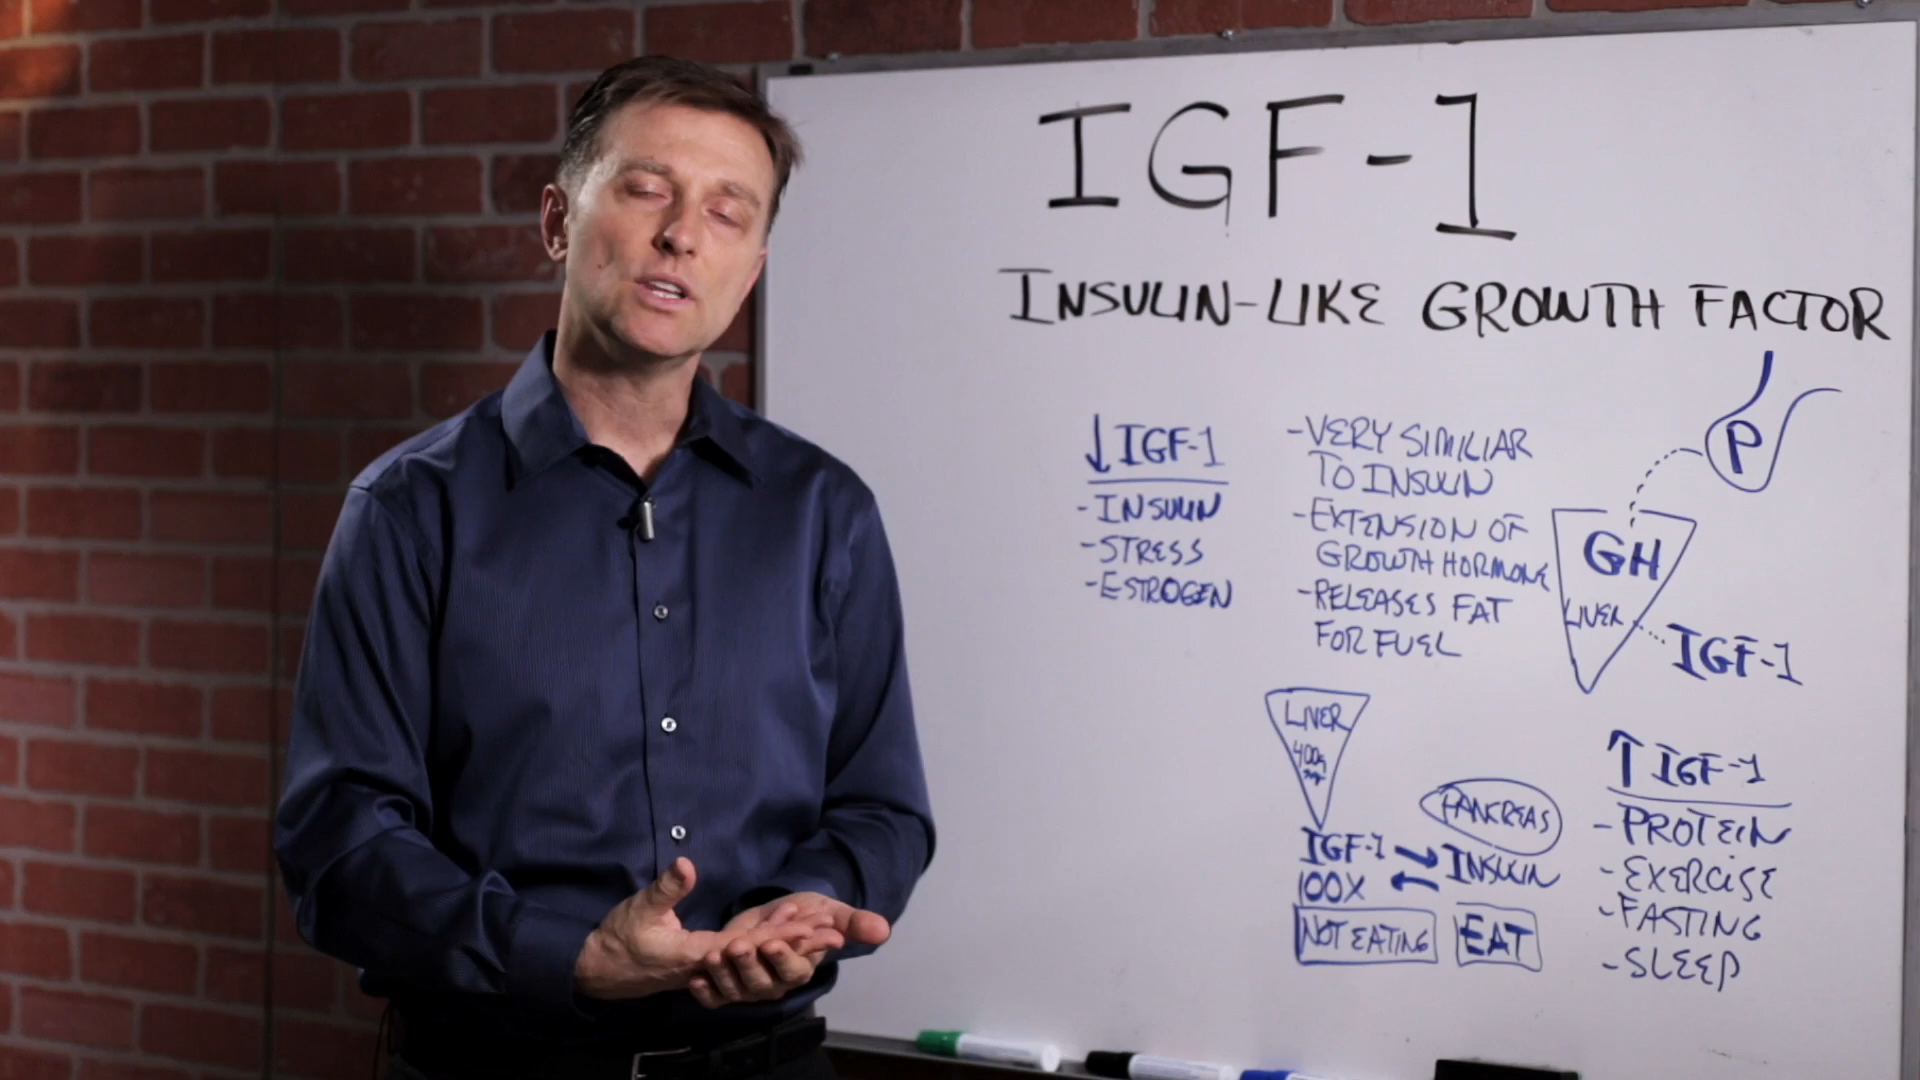 IGF-1
INSULIN-LIKE GROWTH FACTOR
↓ IGF-1
- INSULIN
- STRESS
- ESTROGEN
- VERY SIMILIAR
TO INSULIN
- EXTENSION OF
GROWTH HORMONE
- RELEASES FAT
FOR FUEL
P
GH
LIVER
IGF-1
LIVER
IGF-1
100X
NOT EATING
PANCREAS
INSULIN
EAT
↑ IGF-1
- PROTEIN
- EXERCISE
- FASTING
- SLEEP